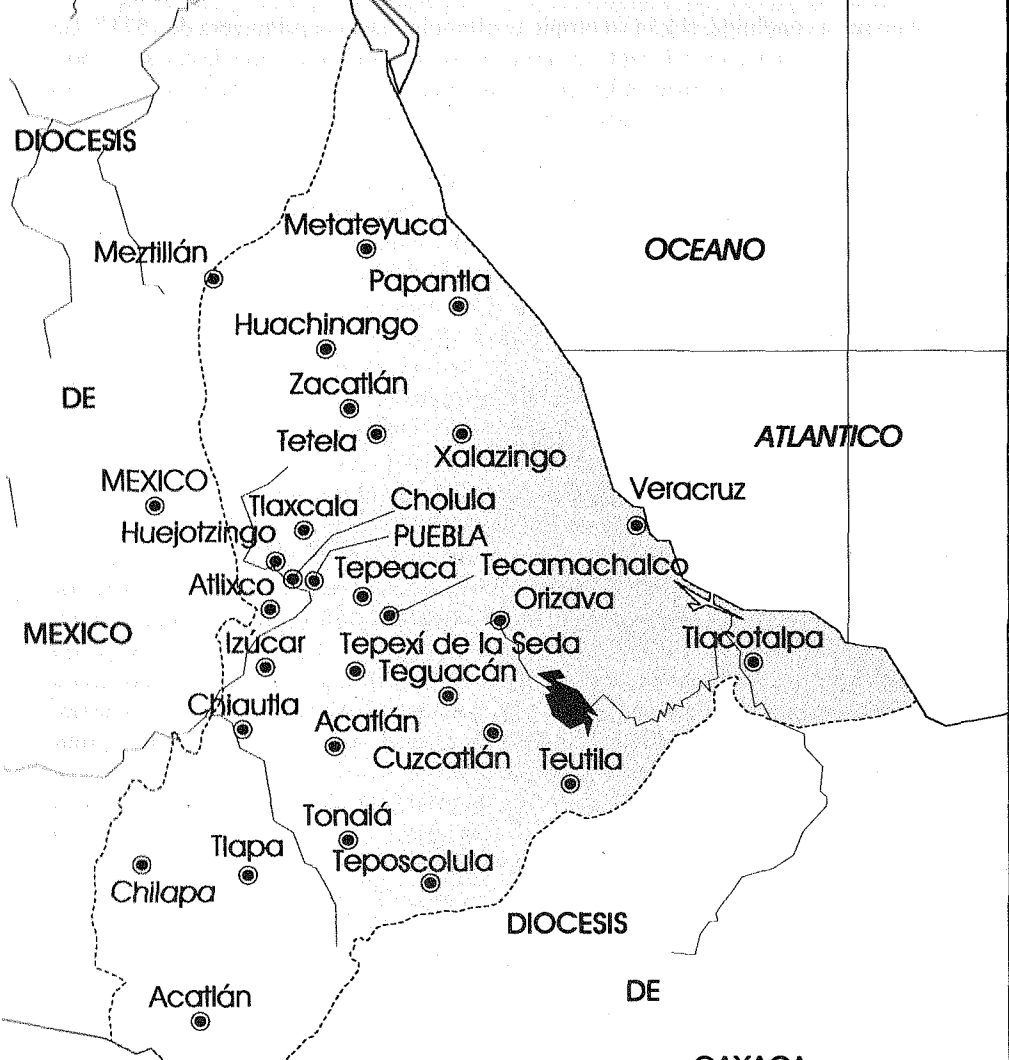 DIOCESIS
Metateyuca
OCEANO
Meztillán
Papantla
Huachinango
Zacatlán
DE
Tetela
ATLANTICO
Xalazingo
MEXICO
Veracruz
Tlaxcala
Cholula
Huejotzingo
PUEBLA
Tepeaca
Tecamachalco
Atlixco
Orizava
MEXICO
Izúcar
Tepexí de la Seda
Tlacotalpa
Teguacán
Chiautla
Acatlán
Cuzcatlán
Teutila
Tonalá
Tlapa
Teposcolula
Chilapa
DIOCESIS
DE
Acatlán
OAXACA